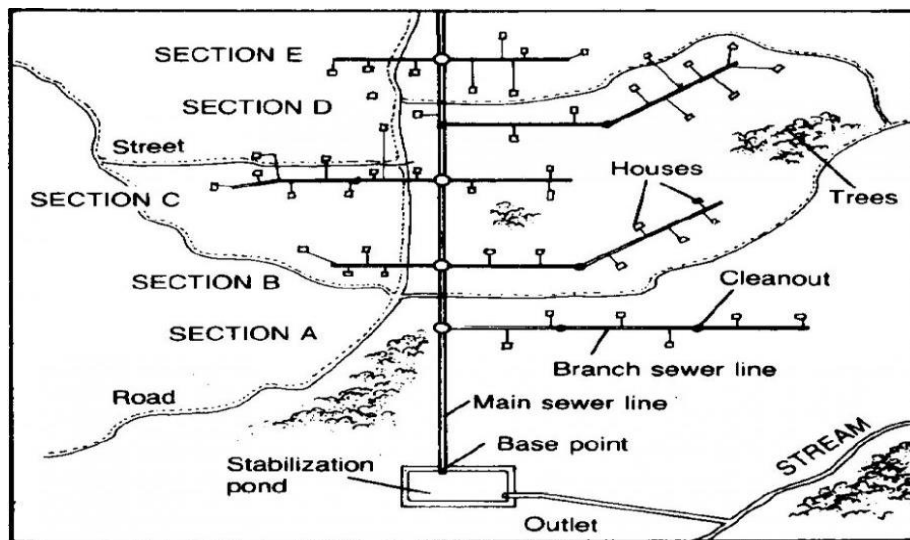 SECTION E
SECTION D
Street
Houses
SECTION C
Trees
SECTION B
Cleanout
SECTION A
Branch sewer line
Road
Main sewer line
Base point
Stabilization
pond
STREAM
Outlet